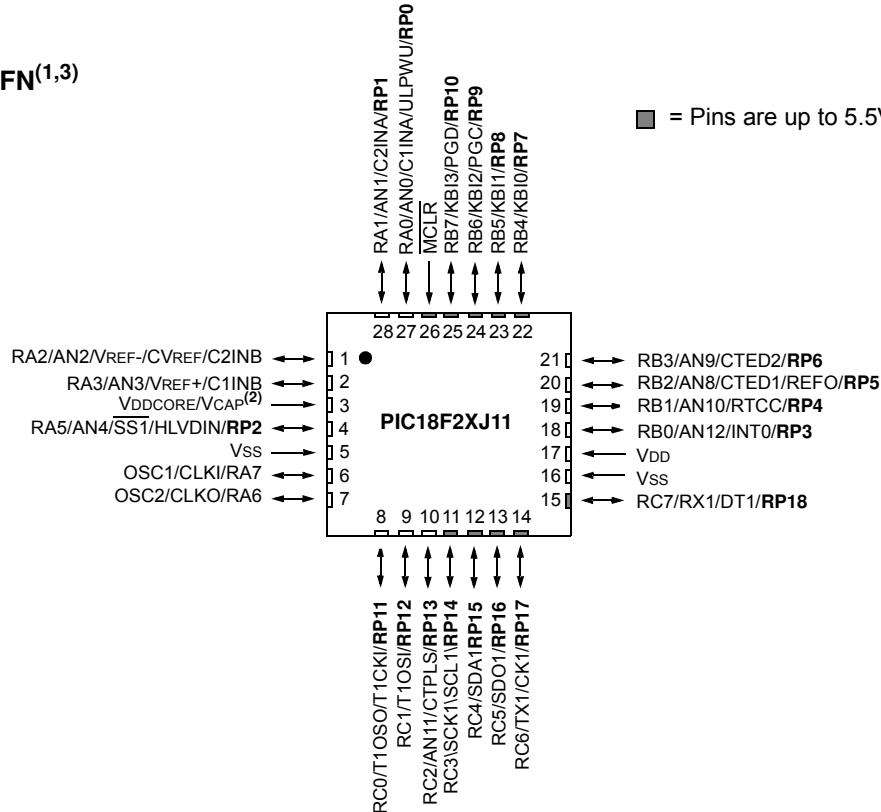 FN(1,3)
= Pins are up to 5.5V
RA1/AN1/C2INA/RP1
RA0/AN0/C1INA/ULPWU/RP0
MCLR
RB7/KBI3/PGD/RP10
RB6/KBI2/PGC/RP9
RB5/KBI1/RP8
RB4/KBI0/RP7
28 27 26 25 24 23 22
RA2/AN2/VREF-/CVREF/C2INB
RA3/AN3/VREF+/C1INB
VDDCORE/VCAP(2)
RA5/AN4/SS1/HLVDIN/RP2
VSS
OSC1/CLKI/RA7
OSC2/CLKO/RA6
1
2
3
4
5
6
7
PIC18F2XJ11
21
20
19
18
17
16
15
RB3/AN9/CTED2/RP6
RB2/AN8/CTED1/REFO/RP5
RB1/AN10/RTCC/RP4
RB0/AN12/INT0/RP3
VDD
VSS
RC7/RX1/DT1/RP18
8 9 10 11 12 13 14
RC0/T1OSO/T1CKI/RP11
RC1/T1OSI/RP12
RC2/AN11/CTPLS/RP13
RC3\SCK1\SCL1\RP14
RC4/SDA1RP15
RC5/SDO1/RP16
RC6/TX1/CK1/RP17